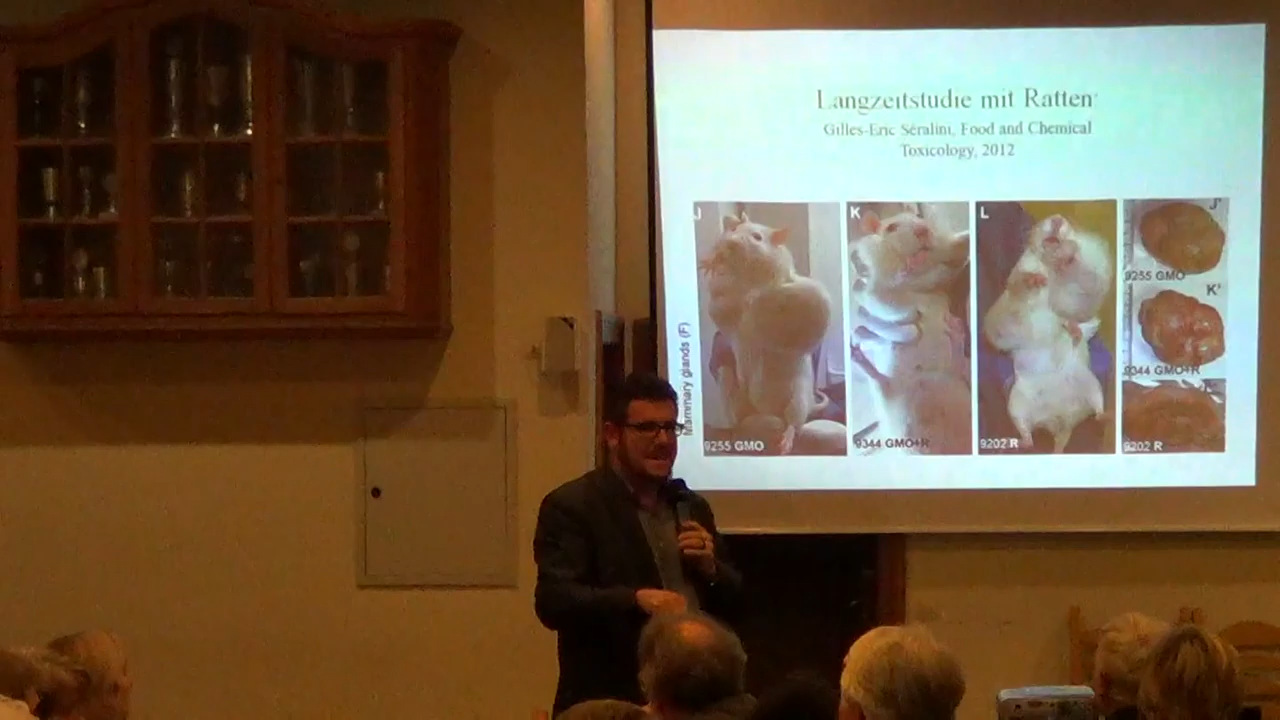 Langzeitstudie mit Ratten
Gilles-Eric Séralini, Food and Chemical
Toxicology, 2012
J
K
L
J'
9255 GMO
K'
9344 GMO+R
Mammary glands (F)
9255 GMO
9344 GMO+R
9202 R
9202 R